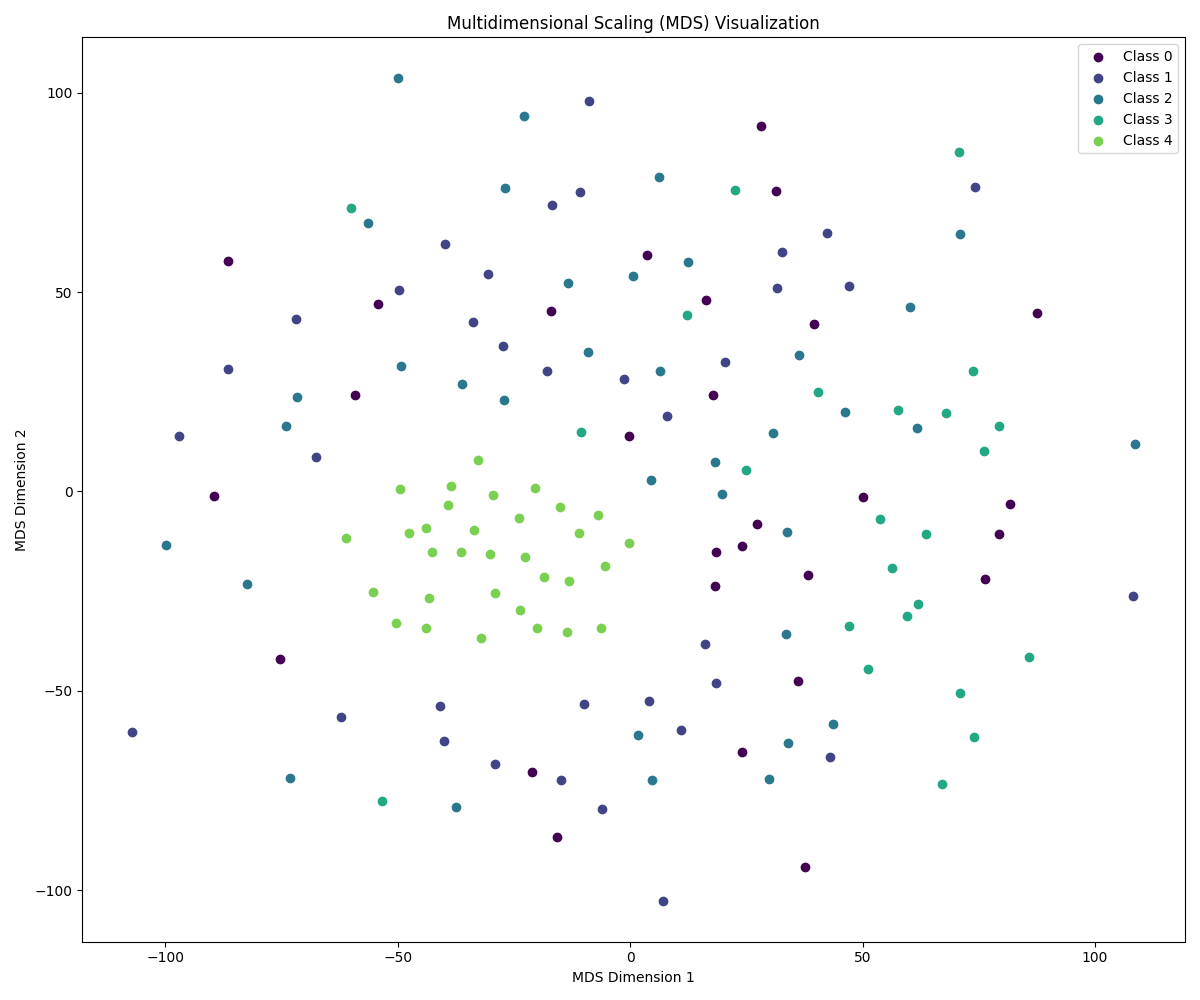 Multidimensional Scaling (MDS) Visualization
Class 0
Class 1
Class 2
Class 3
Class 4
100
50
0
−50
−100
MDS Dimension 2
−100
−50
0
50
100
MDS Dimension 1